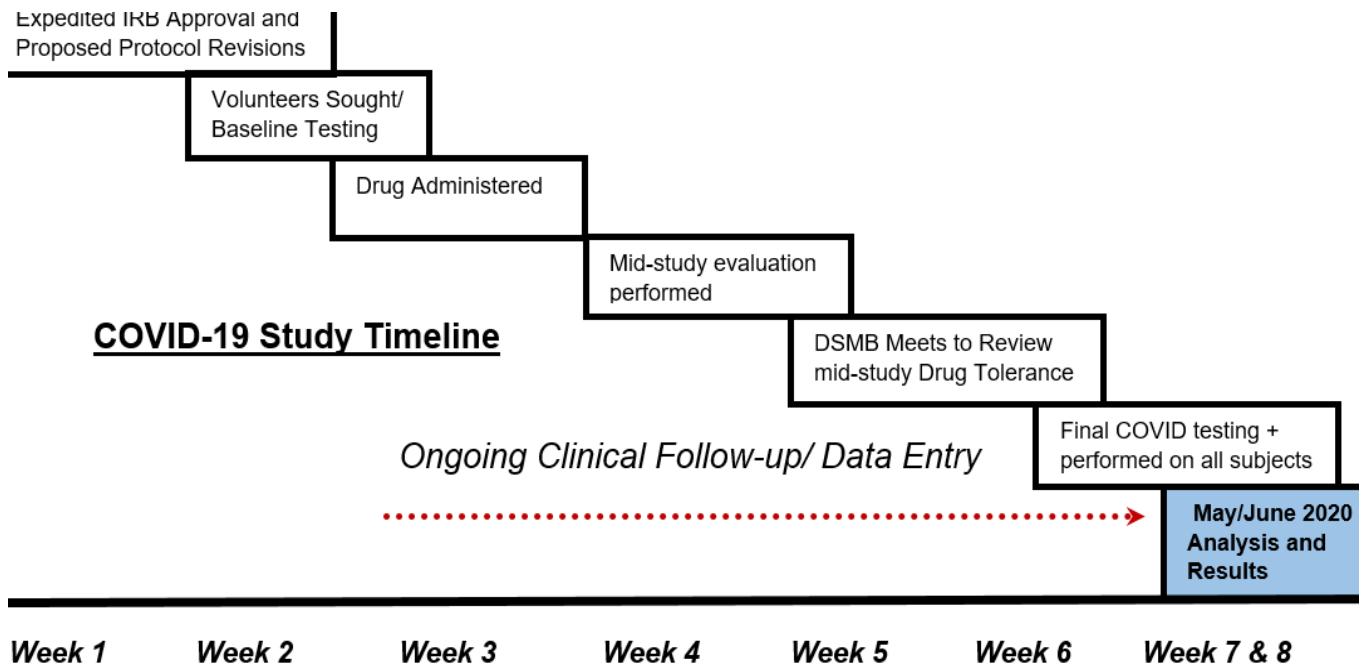 Expedited IRB Approval and
Proposed Protocol Revisions
Volunteers Sought/
Baseline Testing
Drug Administered
Mid-study evaluation
performed
COVID-19 Study Timeline
DSMB Meets to Review
mid-study Drug Tolerance
Ongoing Clinical Follow-up/ Data Entry
Final COVID testing +
performed on all subjects
May/June 2020
Analysis and
Results
Week 1
Week 2
Week 3
Week 4
Week 5
Week 6
Week 7 & 8